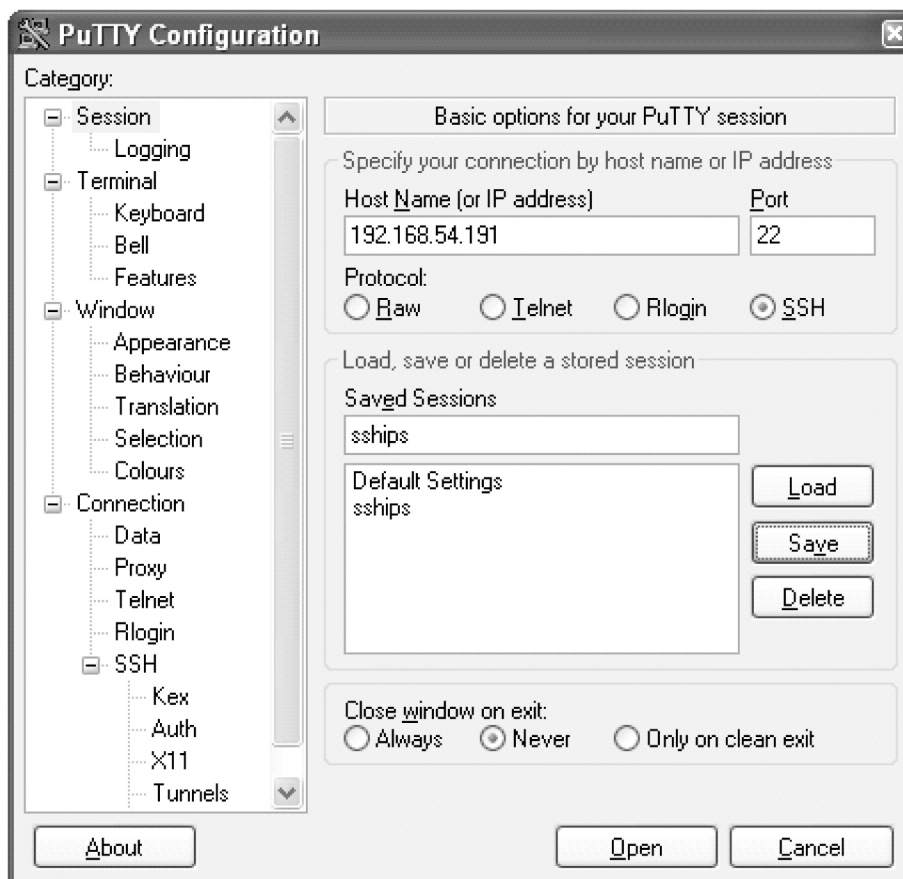 PuTTY Configuration
Category:
Session
Logging
Terminal
Keyboard
Bell
Features
Window
Appearance
Behaviour
Translation
Selection
Colours
Connection
Data
Proxy
Telnet
Rlogin
SSH
Kex
Auth
X11
Tunnels
Basic options for your PuTTY session
Specify your connection by host name or IP address
Host Name (or IP address) Port
192.168.54.191 22
Protocol:
Raw Telnet Rlogin SSH
Load, save or delete a stored session
Saved Sessions
sships
Default Settings
sships
Load
Save
Delete
Close window on exit:
Always Never Only on clean exit
About Open Cancel